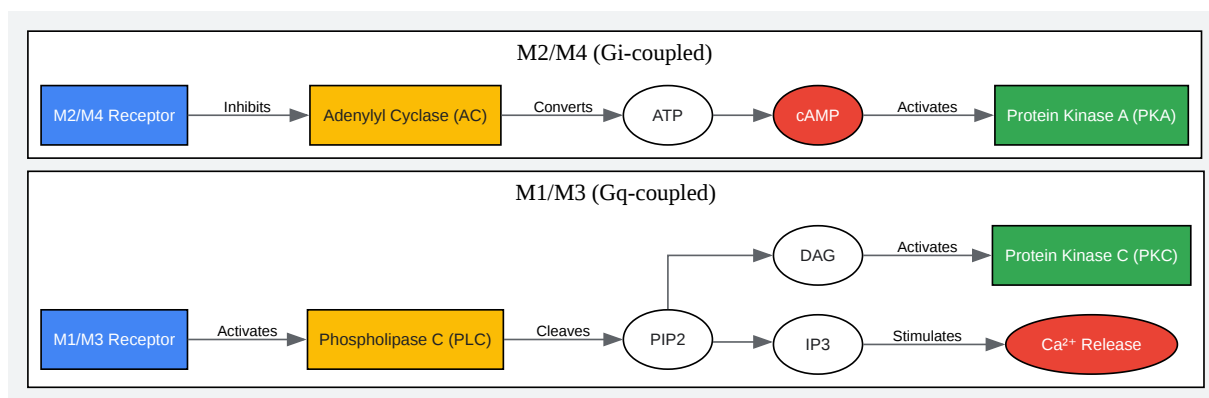 M2/M4 (Gi-coupled)
M2/M4 Receptor
Inhibits
Adenylyl Cyclase (AC)
Converts
ATP
cAMP
Activates
Protein Kinase A (PKA)
M1/M3 (Gq-coupled)
DAG
Activates
Protein Kinase C (PKC)
M1/M3 Receptor
Activates
Phospholipase C (PLC)
Cleaves
PIP2
IP3
Stimulates
Ca²⁺ Release